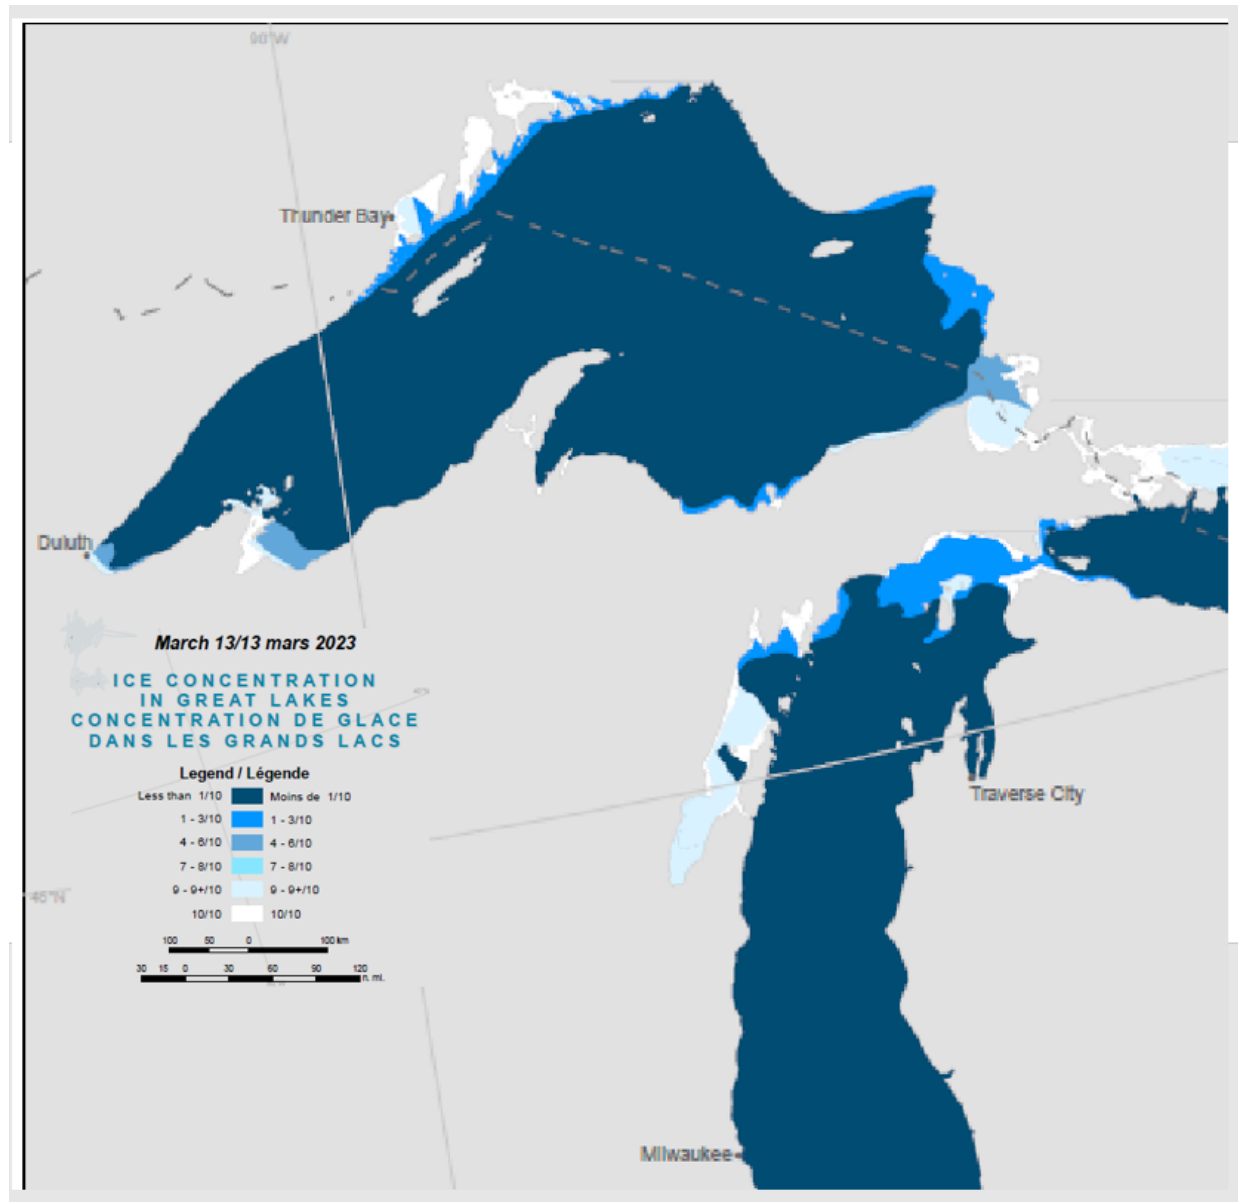 90°W
Thunder Bay
Duluth
March 13/13 mars 2023
ICE CONCENTRATION
IN GREAT LAKES
CONCENTRATION DE GLACE
DANS LES GRANDS LACS
Legend / Légende
Less than 1/10 Moins de 1/10
1 - 3/10 1 - 3/10
4 - 6/10 4 - 6/10
7 - 8/10 7 - 8/10
9 - 9+/10 9 - 9+/10
10/10 10/10
100 50 0 100 km
30 15 0 30 60 90 120
n. mi.
Traverse City
45°N
Milwaukee